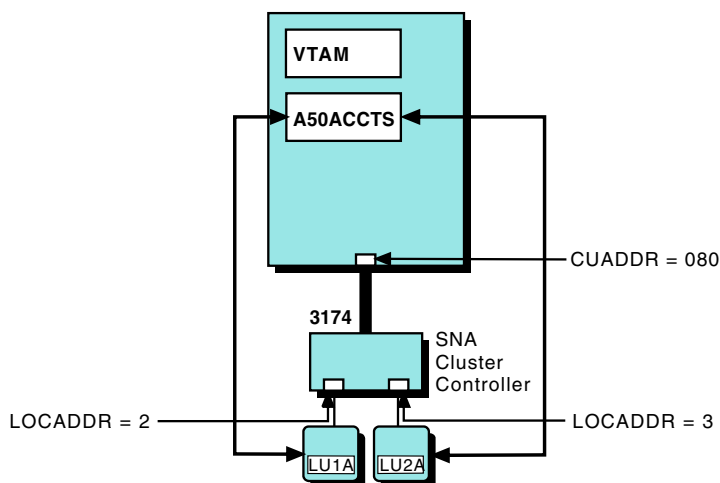 VTAM
A50ACCTS
CUADDR = 080
3174
SNA
Cluster
Controller
LOCADDR = 2
LOCADDR = 3
LU1A
LU2A